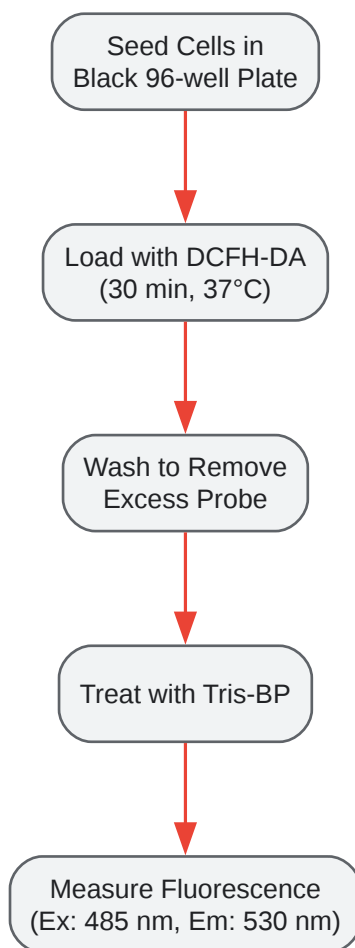 Seed Cells in
Black 96-well Plate
Load with DCFH-DA
(30 min, 37°C)
Wash to Remove
Excess Probe
Treat with Tris-BP
Measure Fluorescence
(Ex: 485 nm, Em: 530 nm)